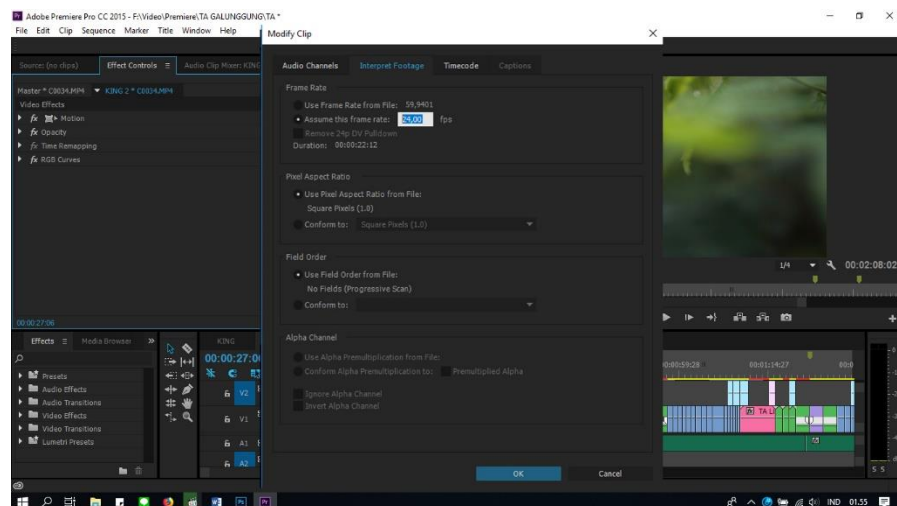 Adobe Premiere Pro CC 2015 - F:\Video\Premiere\TA GALUNGGUNG\TA *
File Edit Clip Sequence Marker Title Window Help
Modify Clip
Source: (no clips)
Effect Controls
Audio Clip Mixer: KING
Master * C0034.MP4
KING 2 * C0034.MP4
Video Effects
fx Motion
fx Opacity
fx Time Remapping
fx RGB Curves
00:00:27:06
Audio Channels Interpret Footage Timecode Captions
Frame Rate
Use Frame Rate from File: 59,9401
Assume this frame rate: 24,00 fps
Remove 24p DV Pulldown
Duration: 00:00:22:12
Pixel Aspect Ratio
Use Pixel Aspect Ratio from File:
Square Pixels (1.0)
Conform to: Square Pixels (1.0)
Field Order
Use Field Order from File:
No Fields (Progressive Scan)
Conform to:
Alpha Channel
Use Alpha Premultiplication from File:
Conform Alpha Premultiplication to: Premultiplied Alpha
Ignore Alpha Channel
Invert Alpha Channel
OK Cancel
1/4 00:02:08:02
Effects Media Browser
Presets
Audio Effects
Audio Transitions
Video Effects
Video Transitions
Lumetri Presets
KING
00:00:27:0
V2
V1
A1
A2
0:00:59:28 00:01:14:27 00:0
TA LI
S S
IND 01.55